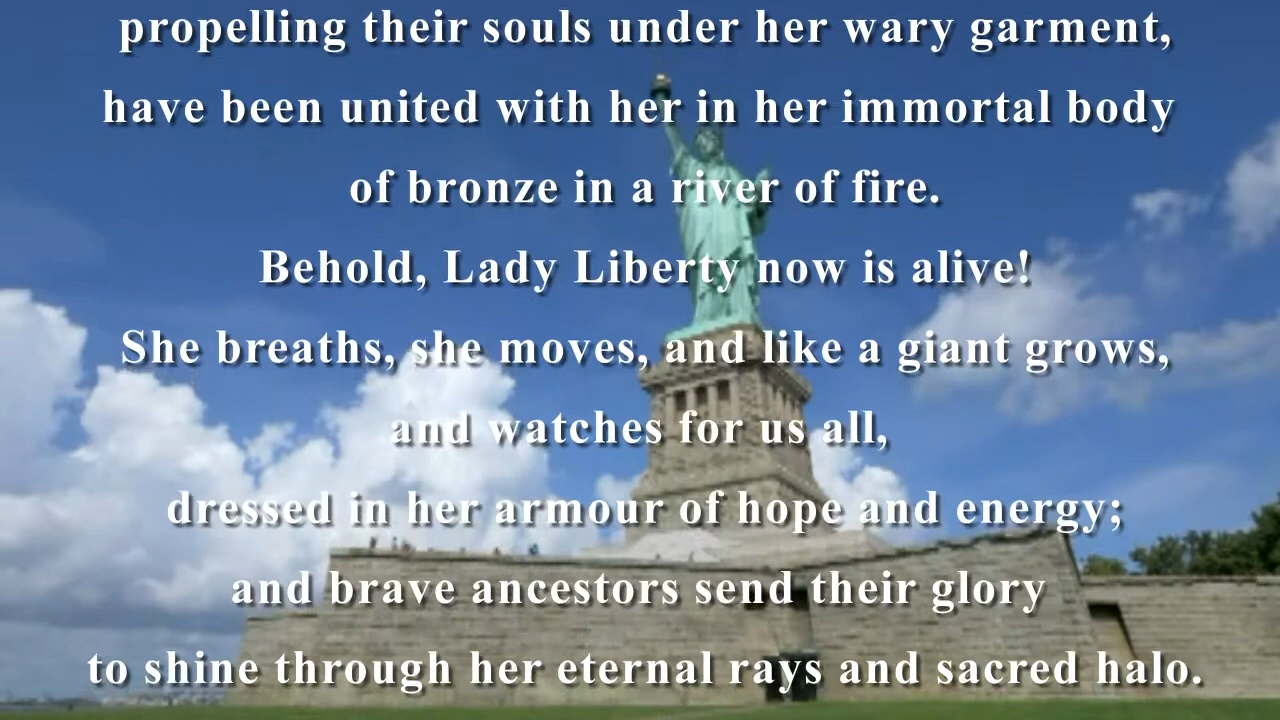 propelling their souls under her wary garment,
have been united with her in her immortal body
of bronze in a river of fire.
Behold, Lady Liberty now is alive!
She breaths, she moves, and like a giant grows,
and watches for us all,
dressed in her armour of hope and energy;
and brave ancestors send their glory
to shine through her eternal rays and sacred halo.